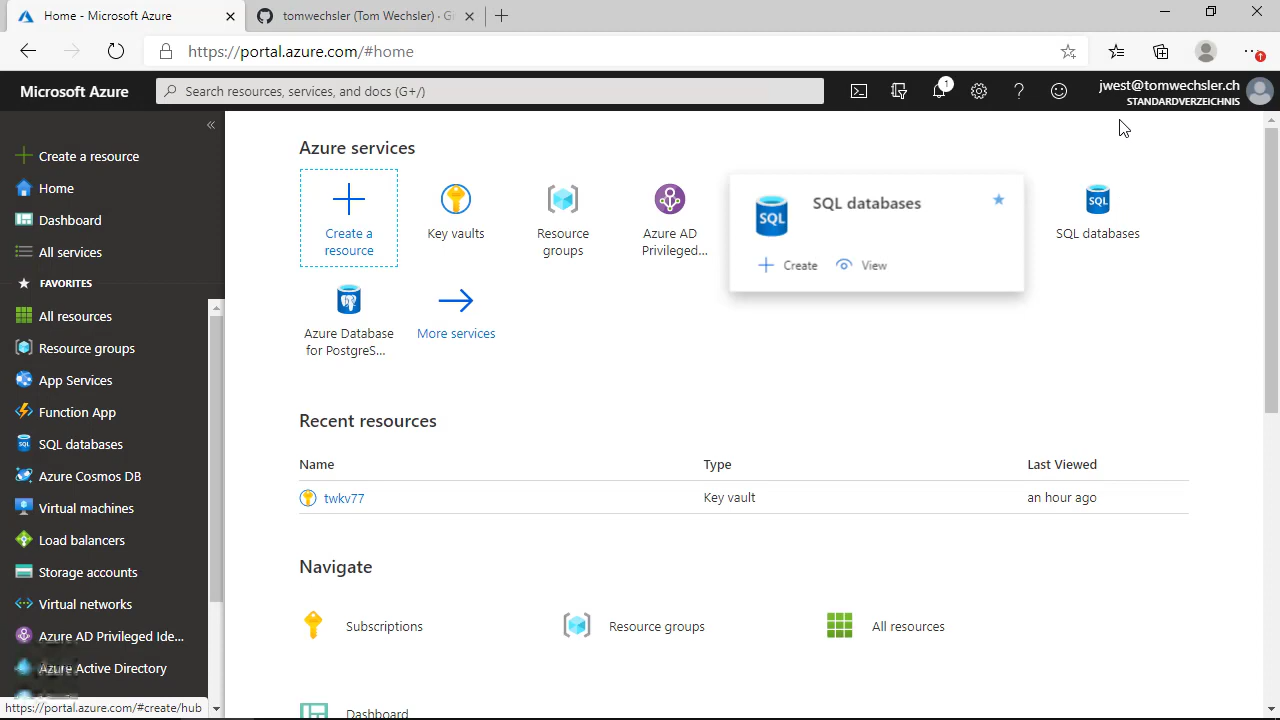 Home - Microsoft Azure
tomwechsler (Tom Wechsler) · Gi
https://portal.azure.com/#home
Microsoft Azure
Search resources, services, and docs (G+/)
1
jwest@tomwechsler.ch
STANDARDVERZEICHNIS
Create a resource
Home
Dashboard
All services
FAVORITES
All resources
Resource groups
App Services
Function App
SQL databases
Azure Cosmos DB
Virtual machines
Load balancers
Storage accounts
Virtual networks
Azure AD Privileged Ide...
Azure Active Directory
https://portal.azure.com/#create/hub
Azure services
Create a
resource
Key vaults
Resource
groups
Azure AD
Privileged...
SQL
SQL databases
Create
View
SQL
SQL databases
Azure Database
for PostgreS...
More services
Recent resources
Name Type Last Viewed
twkv77 Key vault an hour ago
Navigate
Subscriptions
Resource groups
All resources
Dashboard